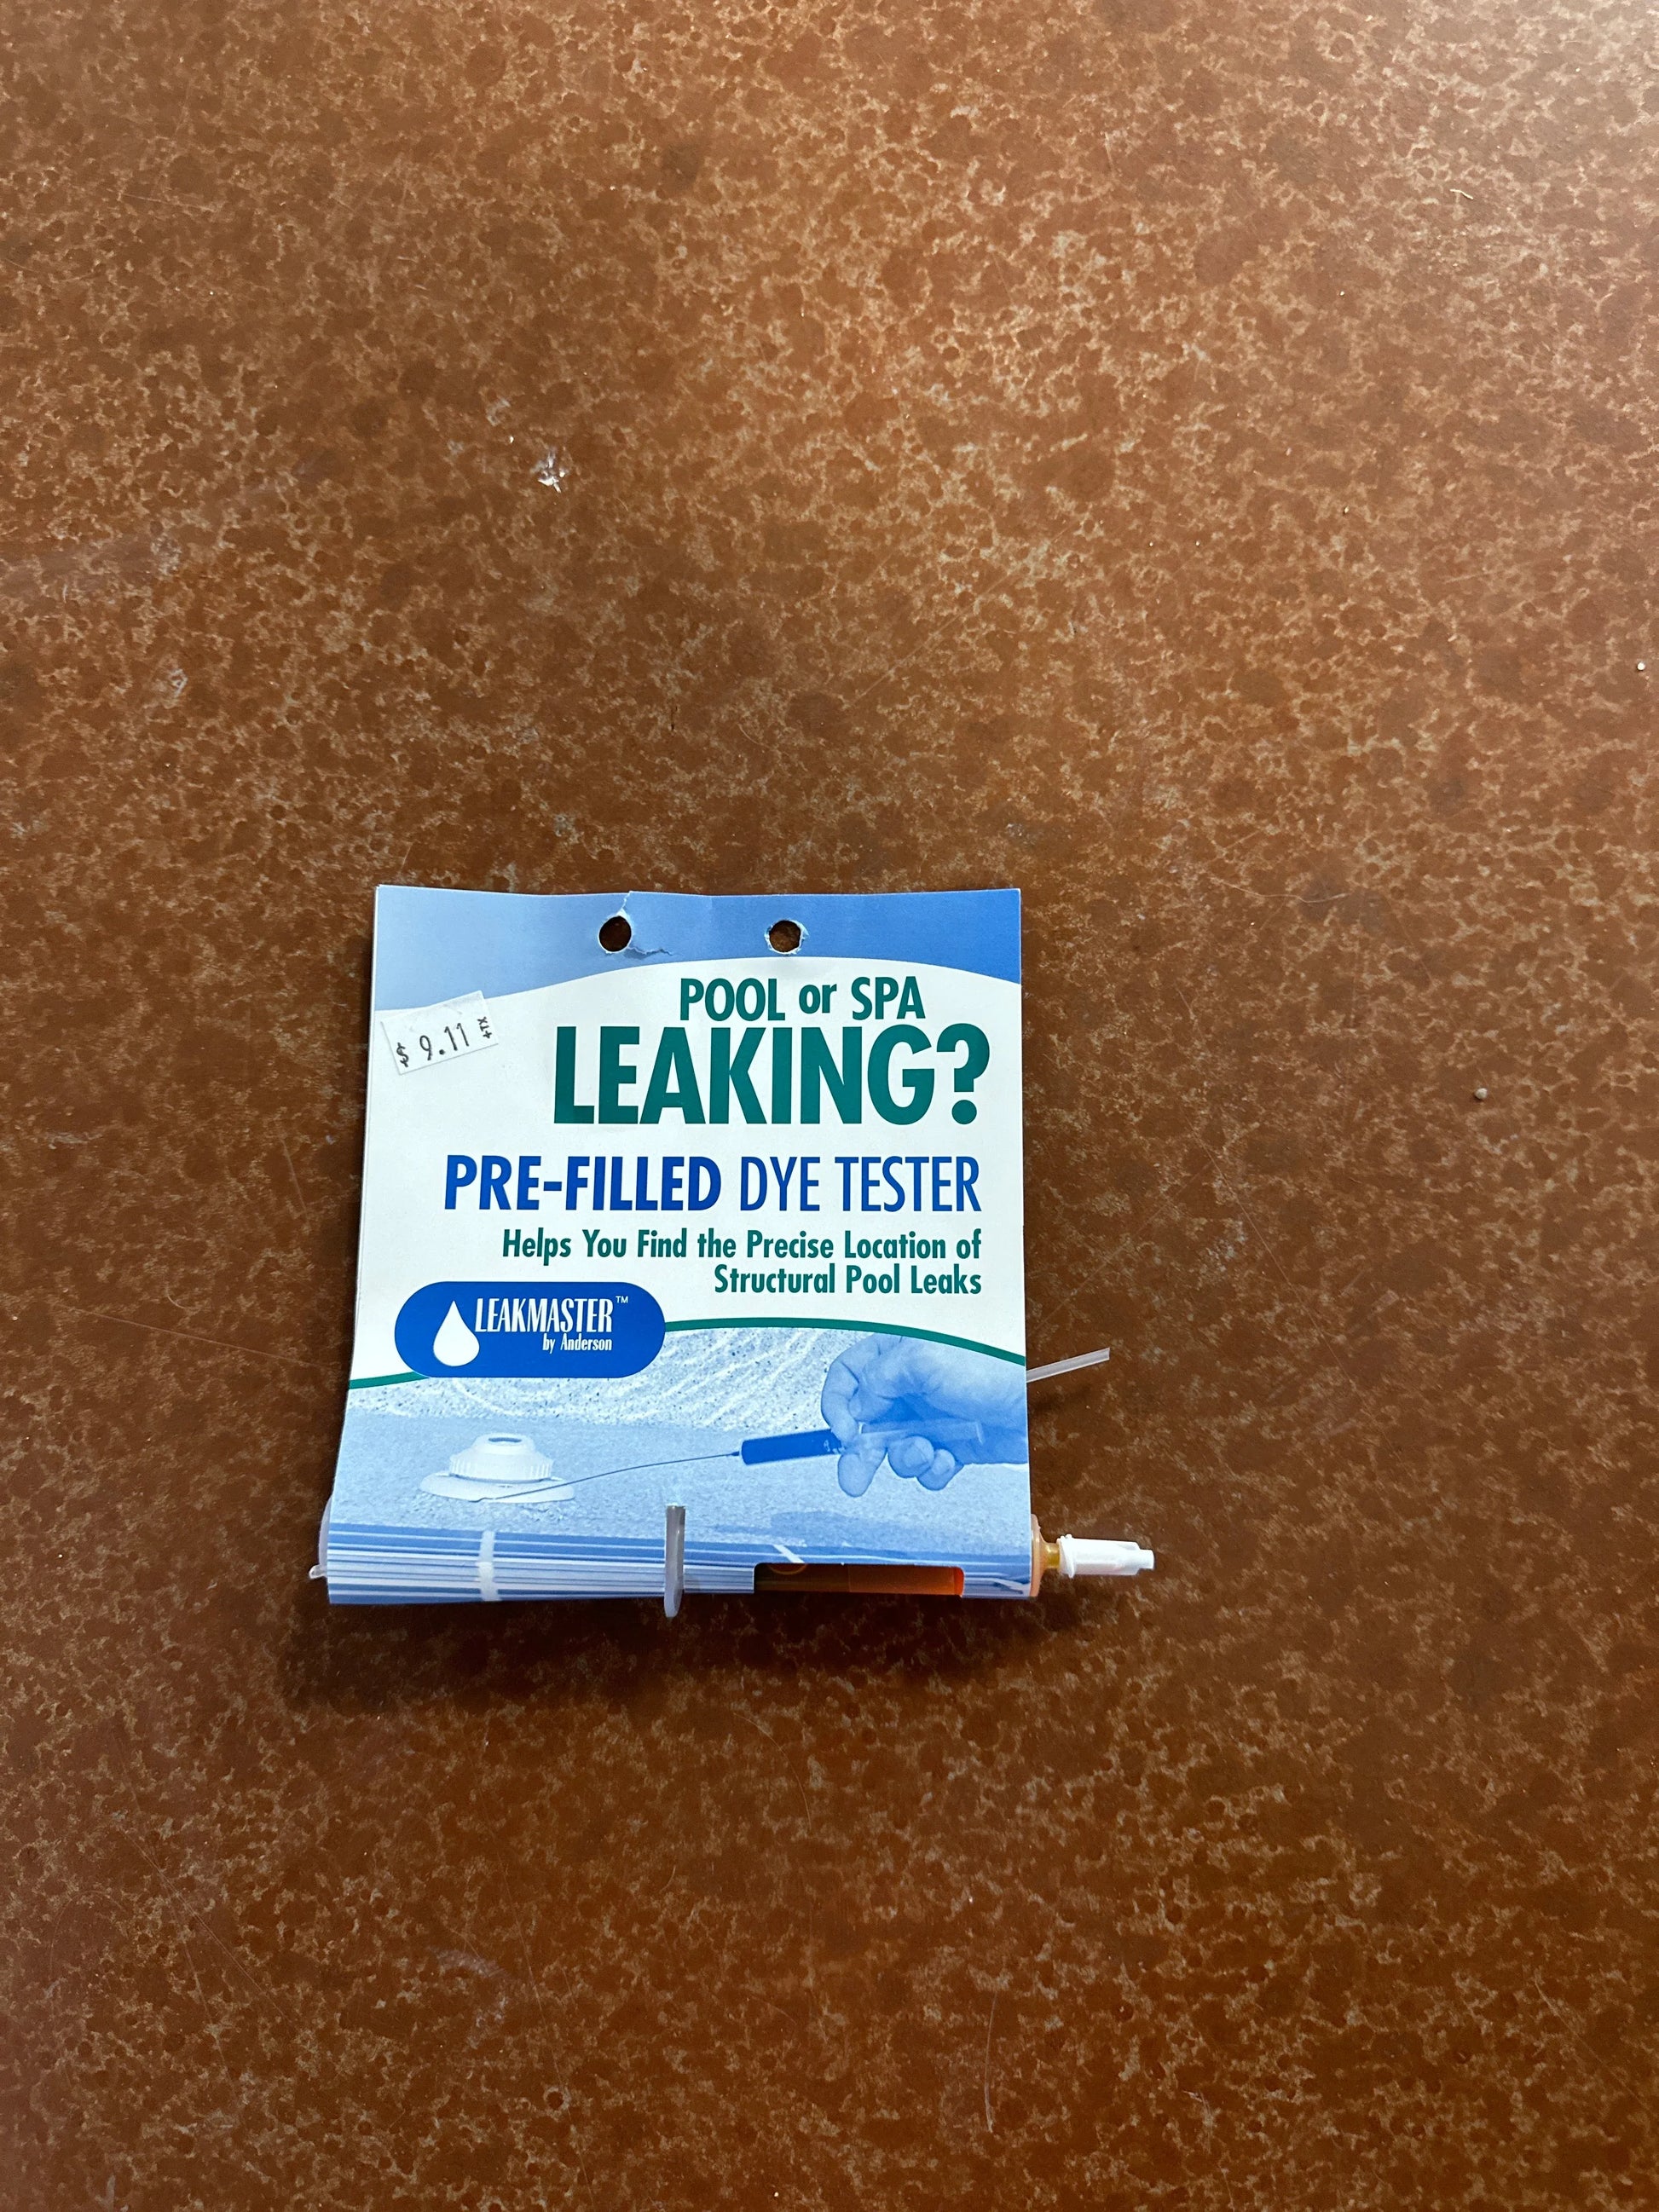 POOL or SPA
LEAKING?
$ 9.11 +TX
PRE-FILLED DYE TESTER
Helps You Find the Precise Location of
Structural Pool Leaks
LEAKMASTER™
by Anderson